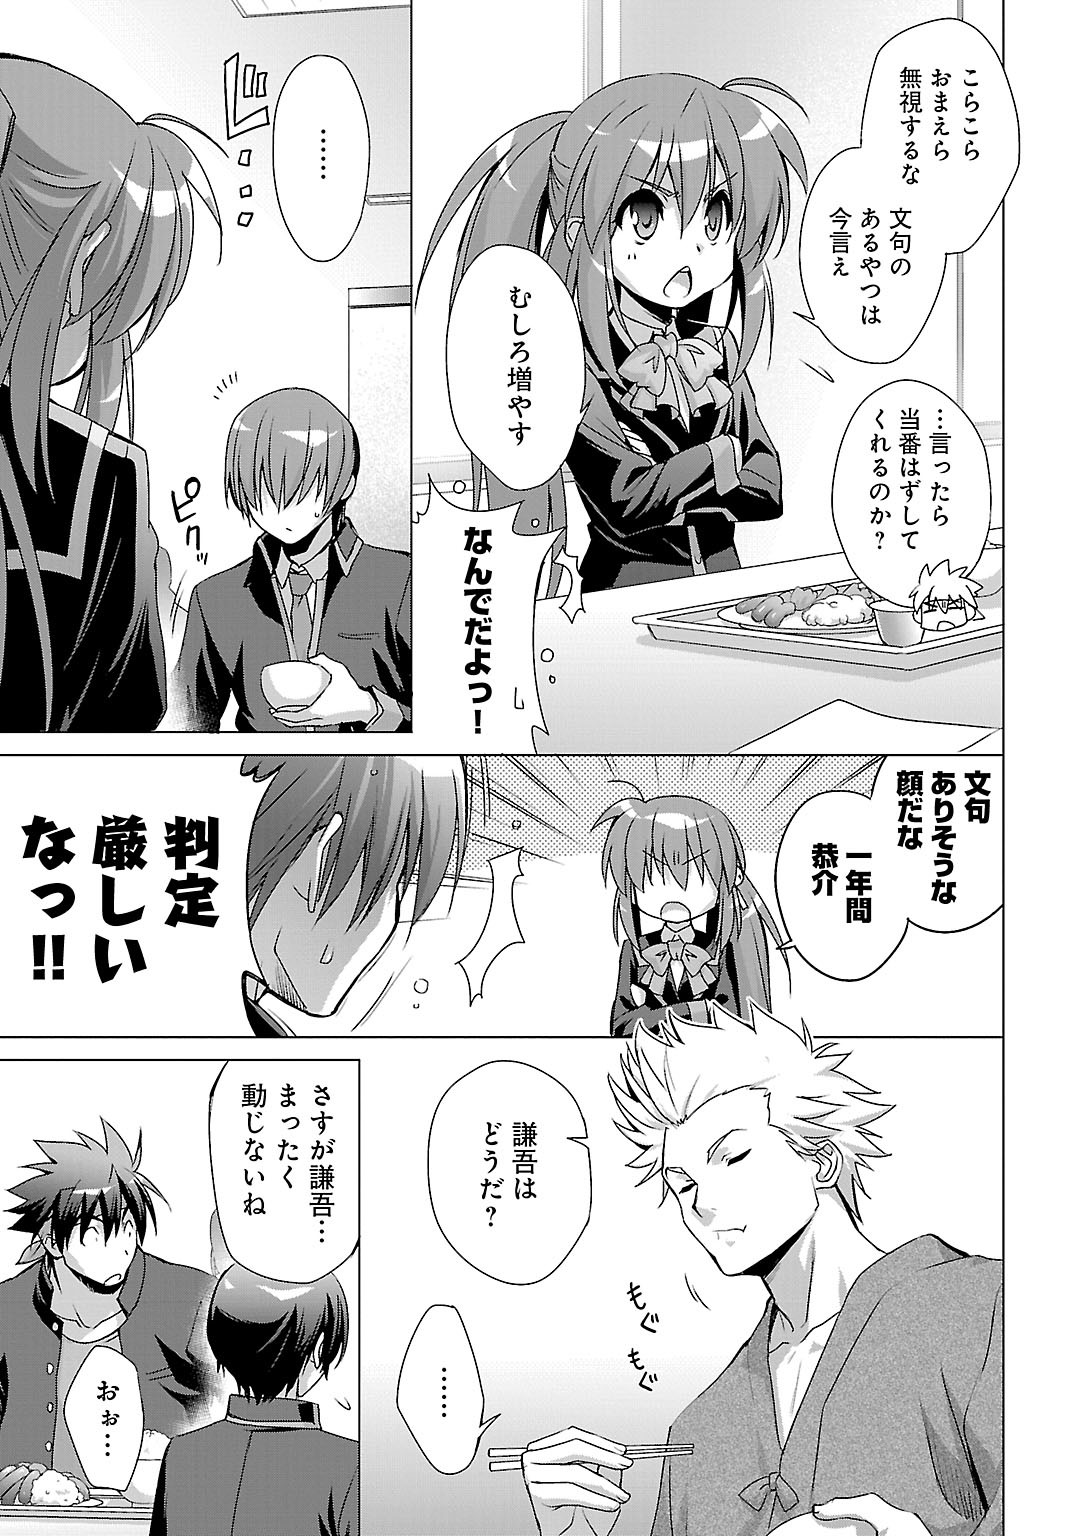 こらこら
おまえら
無視するな
文句の
あるやつは
今言え
…言ったら
当番はずして
くれるのか?
むしろ増やす
なんでだよっ!
……
ビシ
ピクッ
文句
ありそうな
顔だな
一年間
恭介
判定
厳しい
なっ!!
謙吾は
どうだ?
もぐ
もぐ
……
さすが謙吾…
まったく
動じないね
おぉ…